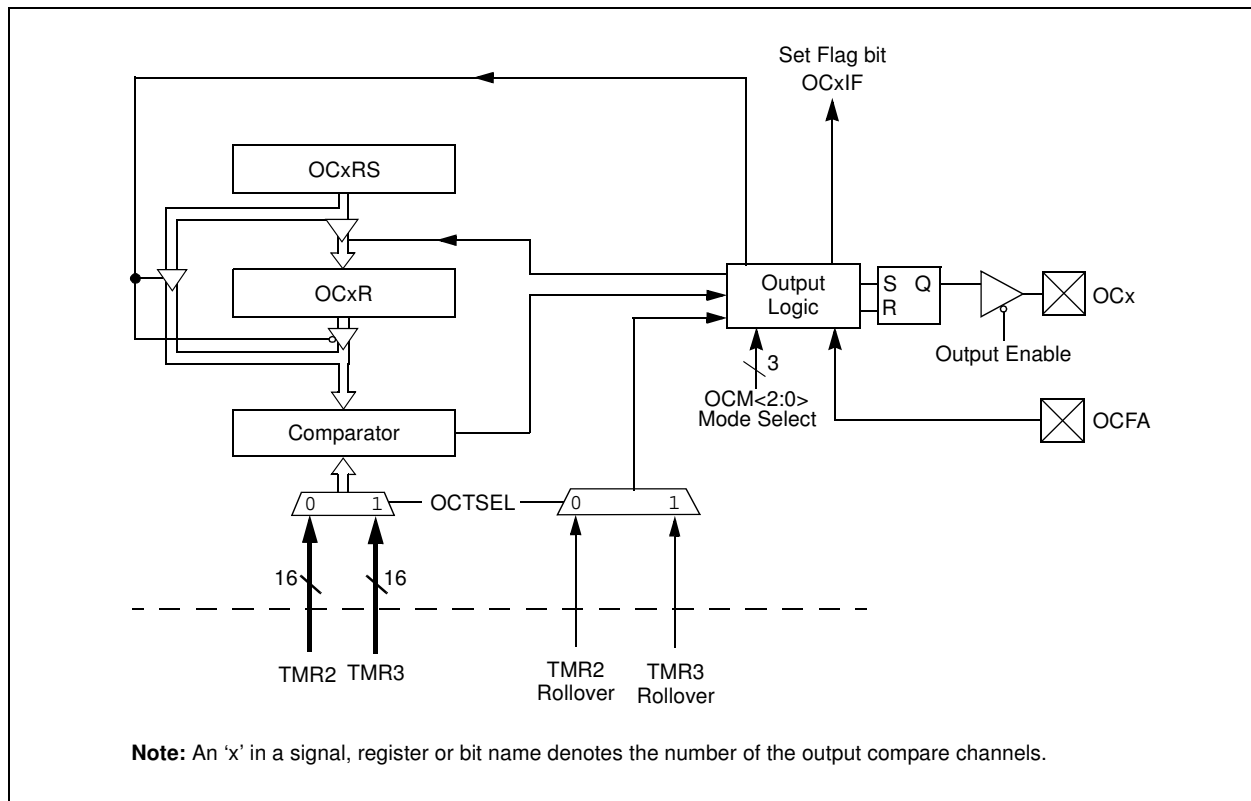 Set Flag bit
OCxIF
OCxRS
OCxR
Output
Logic
S Q
R
OCx
Output Enable
3
OCM<2:0>
Mode Select
OCFA
Comparator
0 1
OCTSEL
0 1
16
16
TMR2
TMR3
TMR2
Rollover
TMR3
Rollover
Note: An ‘x’ in a signal, register or bit name denotes the number of the output compare channels.